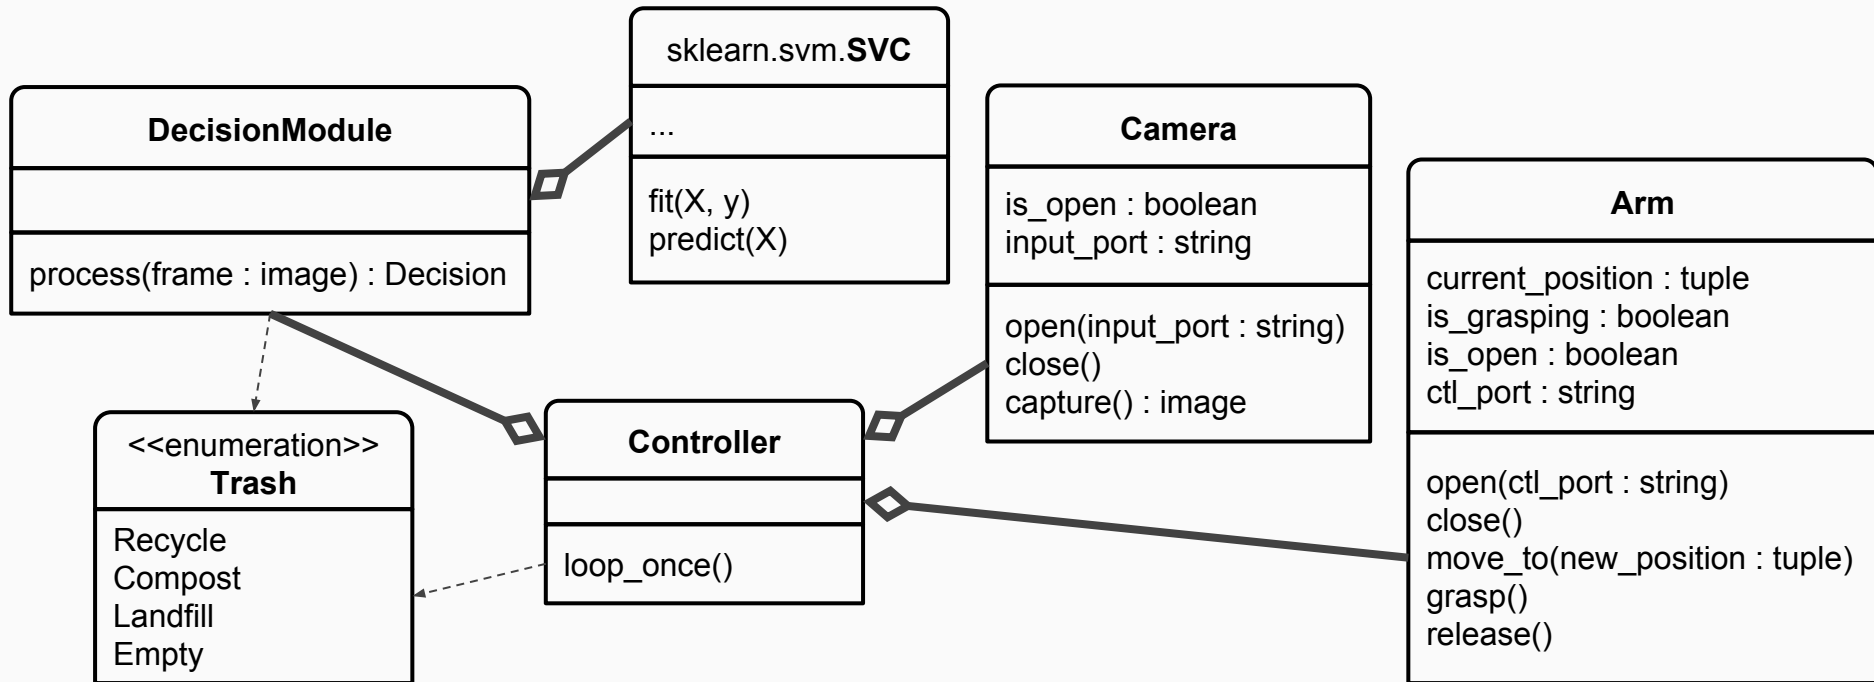 DecisionModule
process(frame : image) : Decision
sklearn.svm.SVC
...
fit(X, y)
predict(X)
Camera
is_open : boolean
input_port : string
open(input_port : string)
close()
capture() : image
Arm
current_position : tuple
is_grasping : boolean
is_open : boolean
ctl_port : string
open(ctl_port : string)
close()
move_to(new_position : tuple)
grasp()
release()
<<enumeration>>
Trash
Recycle
Compost
Landfill
Empty
Controller
loop_once()